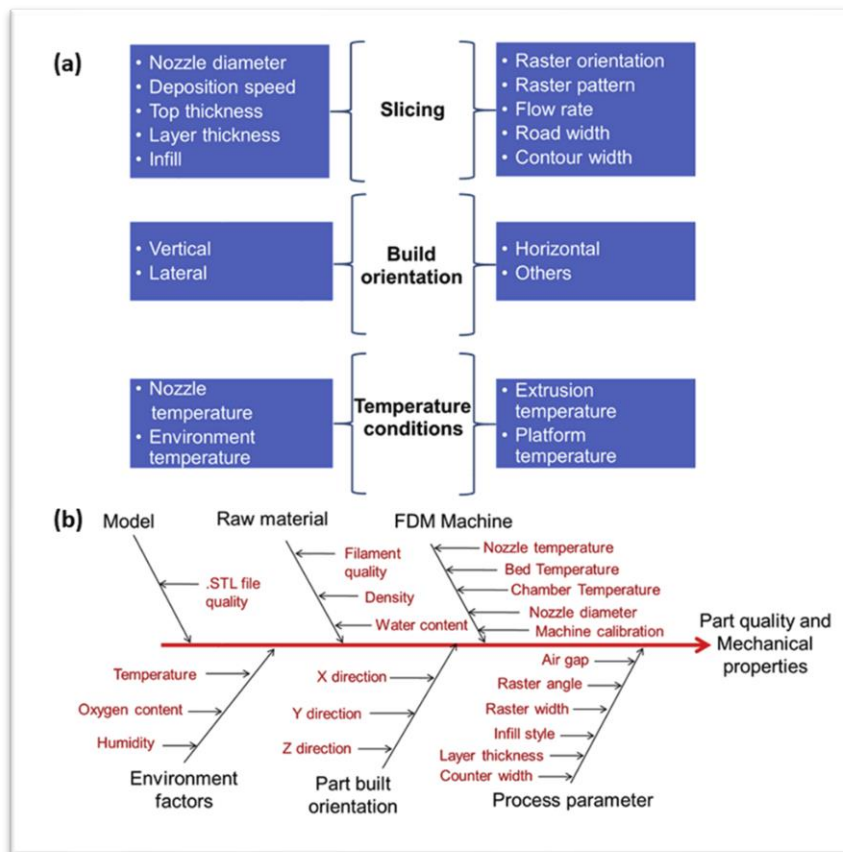 (a)
• Nozzle diameter
• Deposition speed
• Top thickness
• Layer thickness
• Infill
Slicing
• Raster orientation
• Raster pattern
• Flow rate
• Road width
• Contour width
• Vertical
• Lateral
Build
orientation
• Horizontal
• Others
• Nozzle
temperature
• Environment
temperature
Temperature
conditions
• Extrusion
temperature
• Platform
temperature
(b)
Model
.STL file
quality
Raw material
Filament
quality
Density
Water content
FDM Machine
Nozzle temperature
Bed Temperature
Chamber Temperature
Nozzle diameter
Machine calibration
Part quality and
Mechanical
properties
Temperature
Oxygen content
Humidity
Environment
factors
X direction
Y direction
Z direction
Part built
orientation
Air gap
Raster angle
Raster width
Infill style
Layer thickness
Counter width
Process parameter